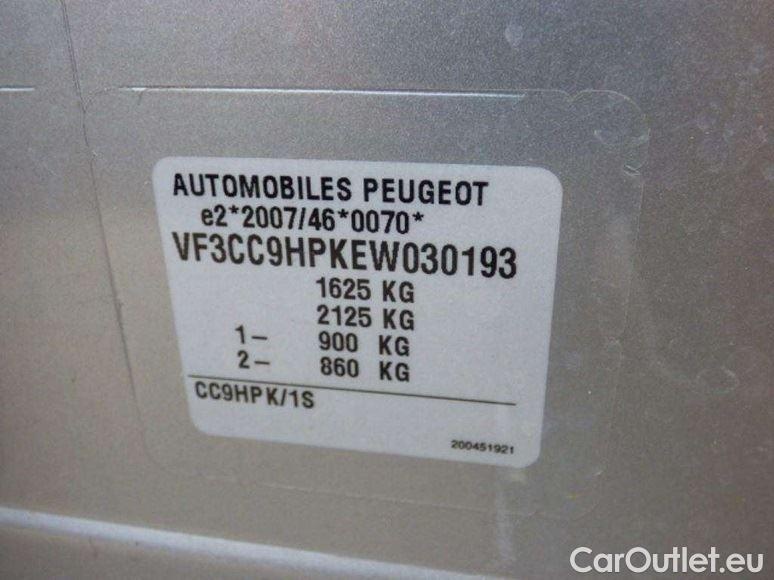 AUTOMOBILES PEUGEOT
e2*2007/46*0070*
VF3CC9HPKEW030193
1625 KG
2125 KG
1- 900 KG
2- 860 KG
CC9HPK/1S
200451921
CarOutlet.eu